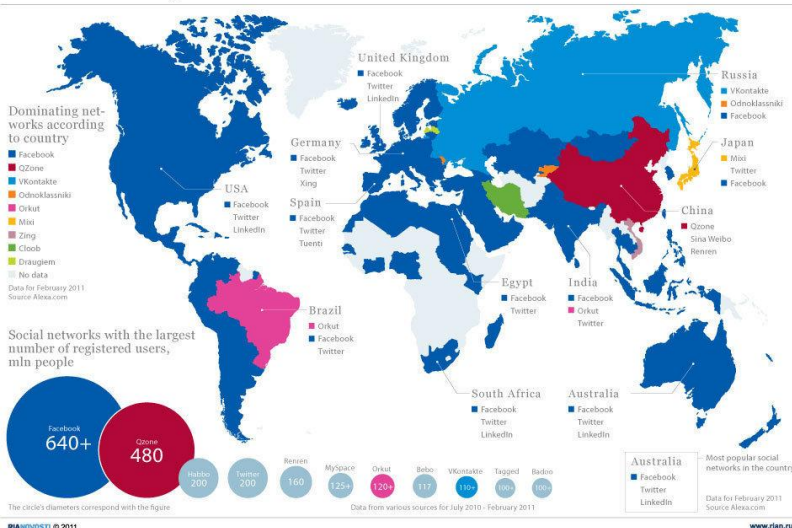 United Kingdom
Facebook
Twitter
LinkedIn
Russia
VKontakte
Odnoklassniki
Facebook
Dominating net-
works according
to country
Facebook
QZone
VKontakte
Odnoklassniki
Orkut
Mixi
Zing
Cloob
Draugiem
No data
Data for February 2011
Source Alexa.com
USA
Facebook
Twitter
LinkedIn
Germany
Facebook
Twitter
Xing
Spain
Facebook
Twitter
Tuenti
Japan
Mixi
Twitter
Facebook
China
Qzone
Sina Weibo
Renren
Egypt
Facebook
Twitter
India
Facebook
Orkut
Twitter
Brazil
Orkut
Facebook
Twitter
South Africa
Facebook
Twitter
LinkedIn
Australia
Facebook
Twitter
LinkedIn
Social networks with the largest
number of registered users,
mln people
Facebook
640+
Qzone
480
Habbo
200
Twitter
200
Renren
160
MySpace
125+
Orkut
120+
Bebo
117
VKontakte
110+
Tagged
100+
Badoo
100+
The circle's diameters correspond with the figure
Data from various sources for July 2010 - February 2011
Australia
Facebook
Twitter
LinkedIn
Most popular social
networks in the country
Data for February 2011
Source Alexa.com
RIANOVOSTI © 2011
www.rian.ru